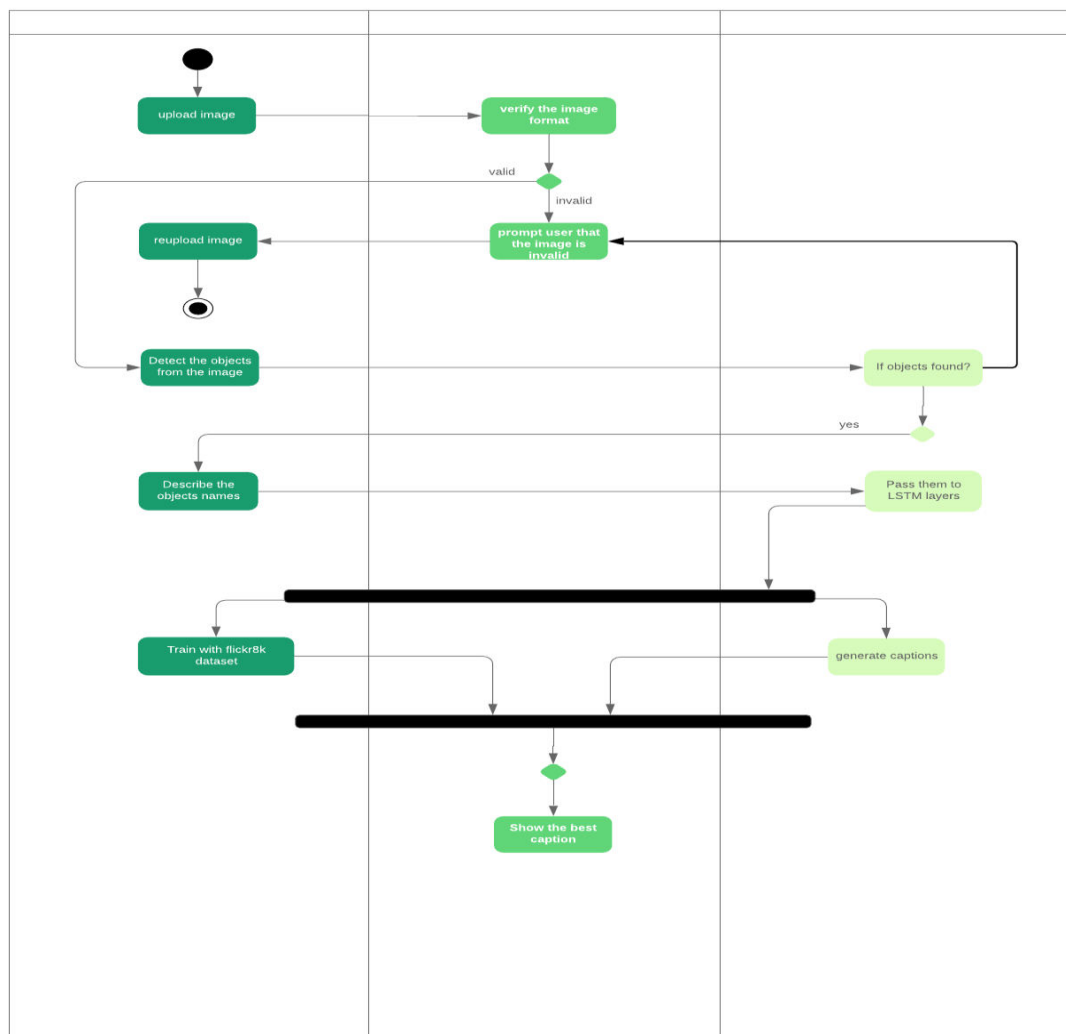 upload image
verify the image
format
valid
invalid
reupload image
prompt user that
the image is
invalid
Detect the objects
from the image
If objects found?
yes
Describe the
objects names
Pass them to
LSTM layers
Train with flickr8k
dataset
generate captions
Show the best
caption